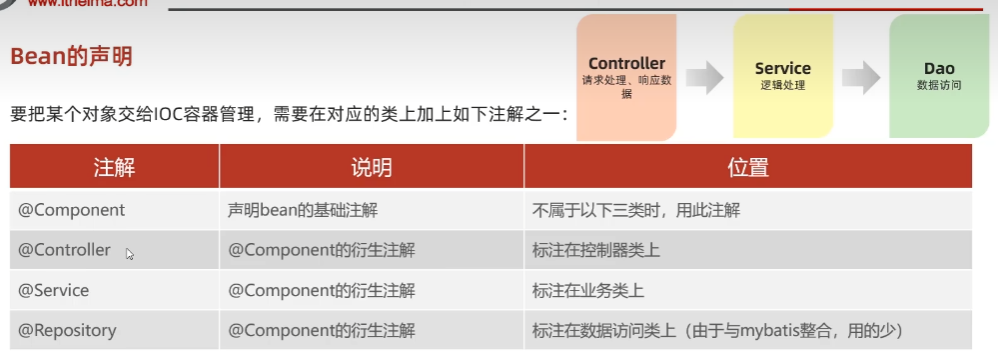 www.itheima.com
Bean的声明
Controller
请求处理、响应数
据
Service
逻辑处理
Dao
数据访问
要把某个对象交给IOC容器管理，需要在对应的类上加上如下注解之一：
注解 说明 位置
@Component 声明bean的基础注解 不属于以下三类时，用此注解
@Controller @Component的衍生注解 标注在控制器类上
@Service @Component的衍生注解 标注在业务类上
@Repository @Component的衍生注解 标注在数据访问类上（由于与mybatis整合，用的少）